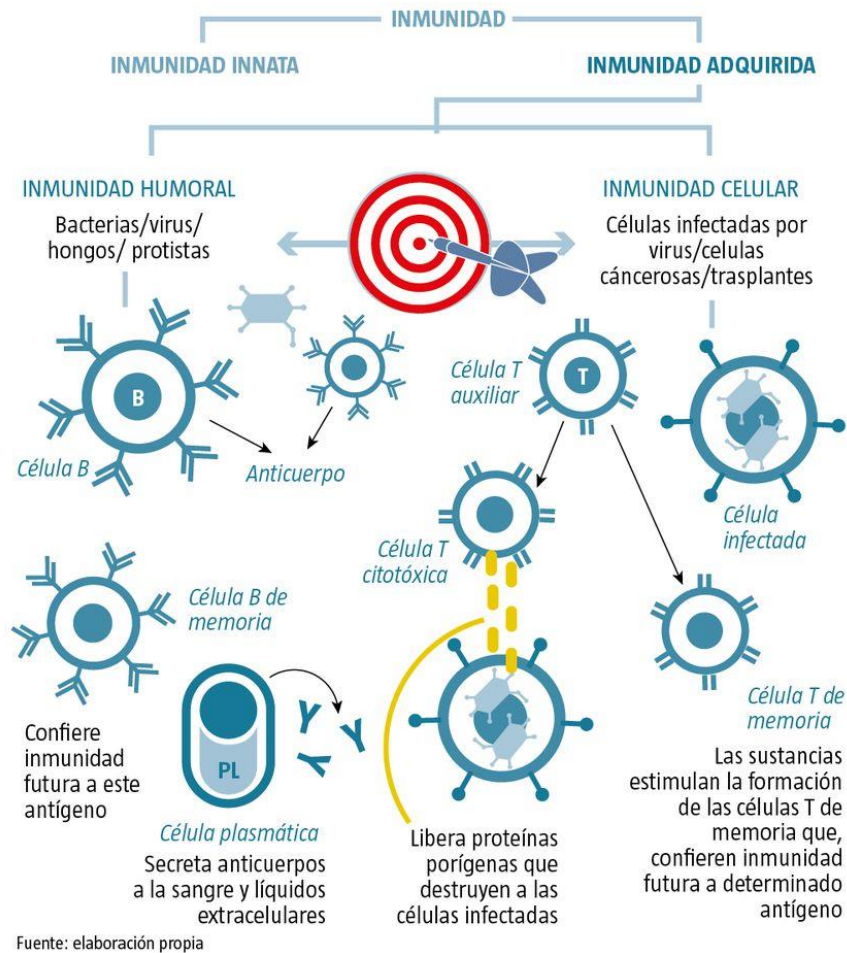 INMUNIDAD
INMUNIDAD INNATA
INMUNIDAD ADQUIRIDA
INMUNIDAD HUMORAL
Bacterias/virus/
hongos/ protistas
INMUNIDAD CELULAR
Células infectadas por
virus/celulas
cáncerosas/trasplantes
B
Célula B
Anticuerpo
Célula T
auxiliar
T
Célula
infectada
Célula T
citotóxica
Célula B de
memoria
Confiere
inmunidad
futura a este
antígeno
PL
Célula plasmática
Secreta anticuerpos
a la sangre y líquidos
extracelulares
Libera proteínas
porígenas que
destruyen a las
células infectadas
Célula T de
memoria
Las sustancias
estimulan la formación
de las células T de
memoria que,
confieren inmunidad
futura a determinado
antígeno
Fuente: elaboración propia